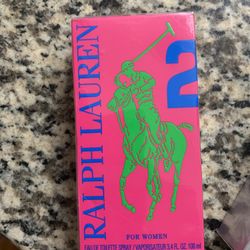 RALPH LAUREN
2
FOR WOMEN
EAU DE TOILETTE SPRAY / VAPORISATEUR 3.4 FL. OZ. 100 ml